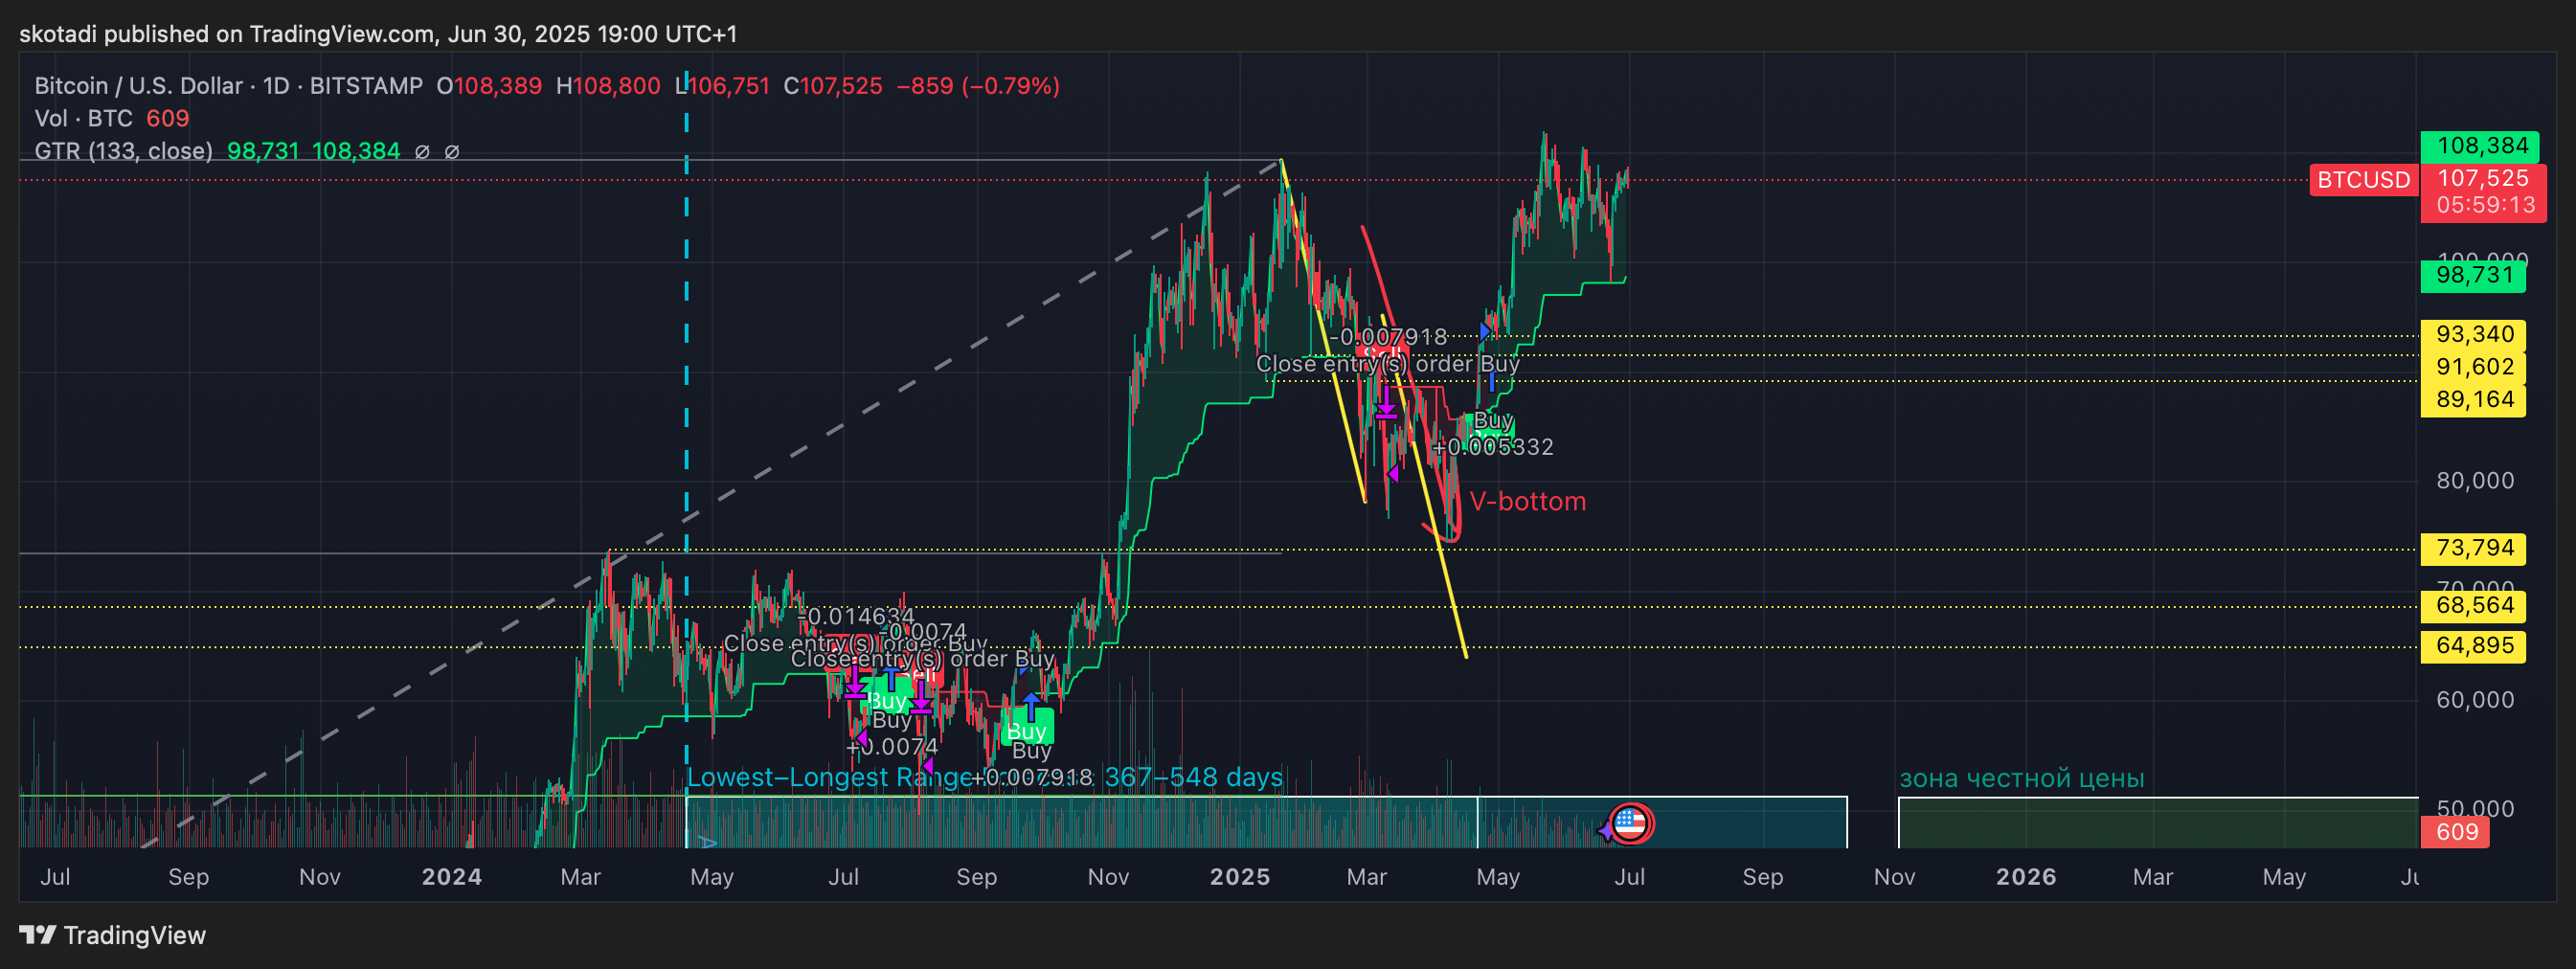 skotadi published on TradingView.com, Jun 30, 2025 19:00 UTC+1
Bitcoin / U.S. Dollar · 1D · BITSTAMP O108,389 H108,800 L106,751 C107,525 −859 (−0.79%)
Vol · BTC 609
GTR (133, close) 98,731 108,384 ∅ ∅
108,384
BTCUSD 107,525
05:59:13
100,000
98,731
-0.007918
93,340
Close entry(s) order Buy
91,602
89,164
Buy
+0.005332
80,000
V-bottom
73,794
70,000
68,564
-0.014634
-0.0074
Close entry(s) order Buy
64,895
Close entry(s) order Buy
Sell
60,000
Buy
Buy
Buy
+0.0074
Buy
Lowest–Longest Range 367–548 days
+0.007918
зона честной цены
50,000
609
Jul Sep Nov 2024 Mar May Jul Sep Nov 2025 Mar May Jul Sep Nov 2026 Mar May
TradingView